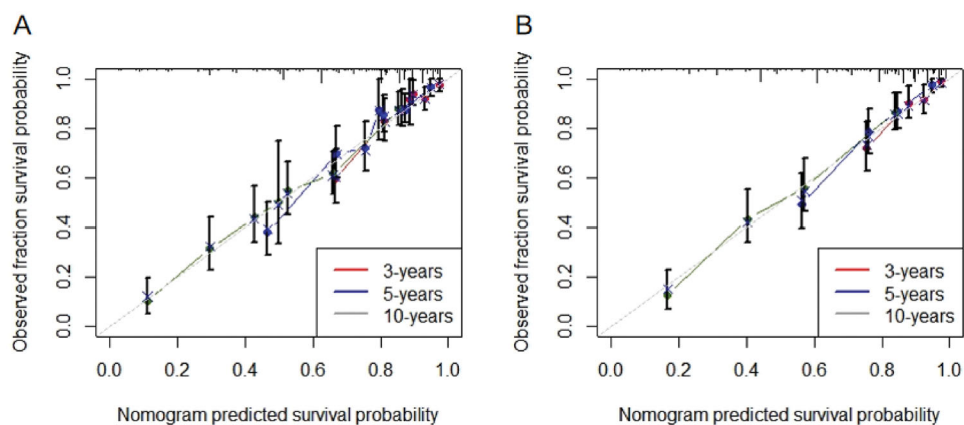 A
Observed fraction survival probability
1.0
0.8
0.6
0.4
0.2
0.0
3-years
5-years
10-years
0.0 0.2 0.4 0.6 0.8 1.0
Nomogram predicted survival probability
B
Observed fraction survival probability
1.0
0.8
0.6
0.4
0.2
0.0
3-years
5-years
10-years
0.0 0.2 0.4 0.6 0.8 1.0
Nomogram predicted survival probability